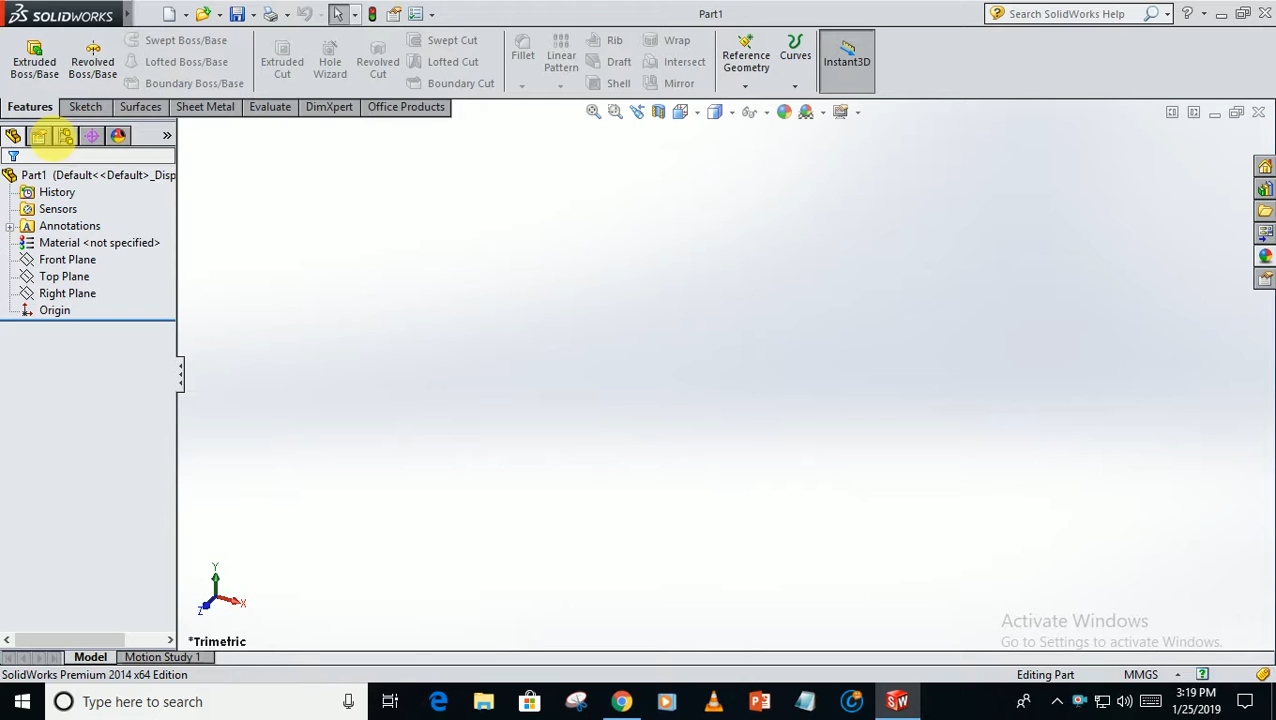 SOLIDWORKS
Part1
Search SolidWorks Help
Extruded Boss/Base
Revolved Boss/Base
Swept Boss/Base
Lofted Boss/Base
Boundary Boss/Base
Extruded Cut
Hole Wizard
Revolved Cut
Swept Cut
Lofted Cut
Boundary Cut
Fillet
Linear Pattern
Rib
Draft
Shell
Wrap
Intersect
Mirror
Reference Geometry
Curves
Instant3D
Features Sketch Surfaces Sheet Metal Evaluate DimXpert Office Products
Part1 (Default<<Default>_Disp
History
Sensors
Annotations
Material <not specified>
Front Plane
Top Plane
Right Plane
Origin
Y
X
Z
*Trimetric
Activate Windows
Go to Settings to activate Windows.
Model Motion Study 1
SolidWorks Premium 2014 x64 Edition
Editing Part
MMGS
Type here to search
3:19 PM
1/25/2019